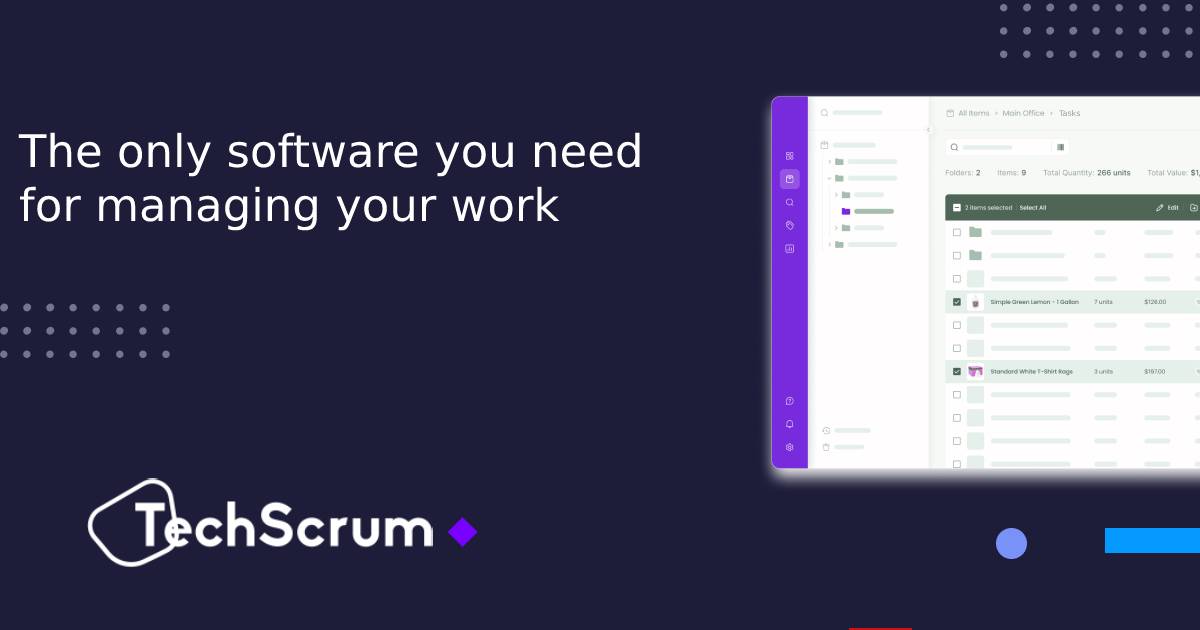 The only software you need
for managing your work
All Items > Main Office > Tasks
Folders: 2 Items: 9 Total Quantity: 266 units Total Value: $1,
2 items selected Select All Edit
Simple Green Lemon - 1 Gallon 7 units $126.00
Standard White T-Shirt Rags 3 units $197.00
TechScrum